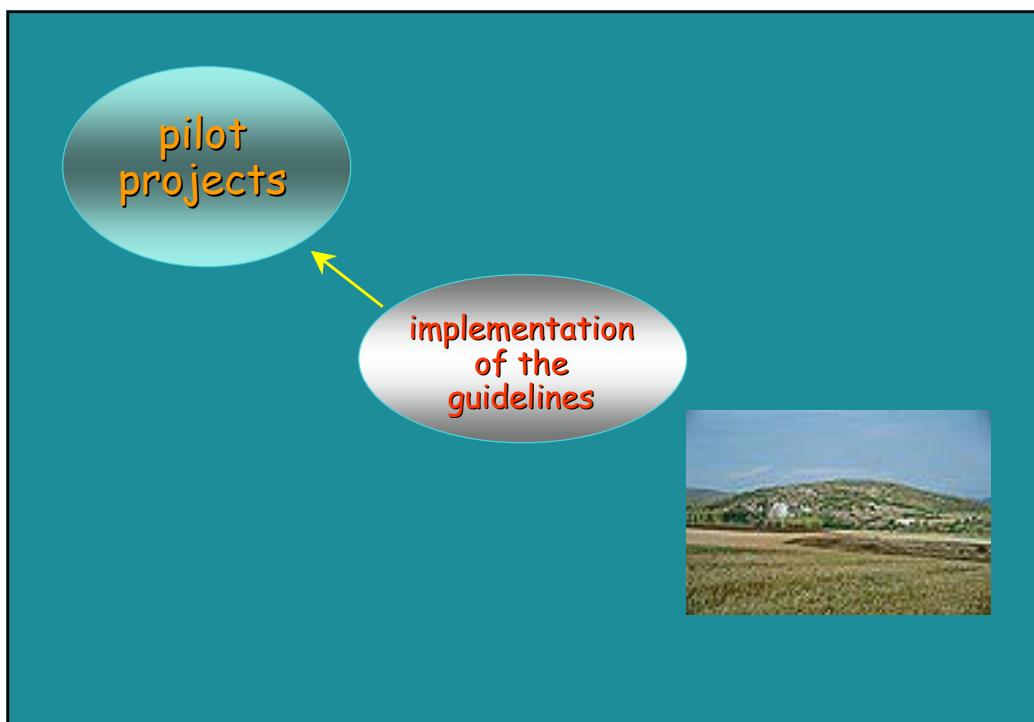 pilot
projects
implementation
of the
guidelines